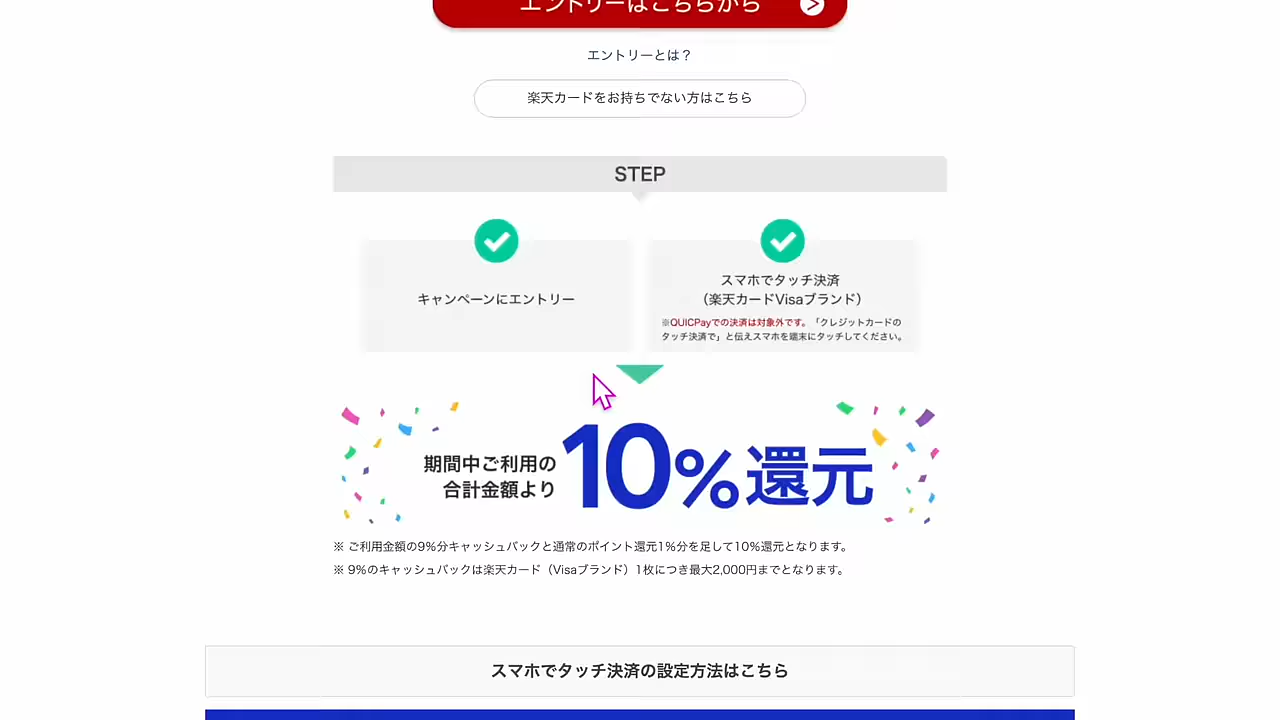 エントリーはこちらから
エントリーとは？
楽天カードをお持ちでない方はこちら
STEP
キャンペーンにエントリー
スマホでタッチ決済
（楽天カードVisaブランド）
※QUICPayでの決済は対象外です。「クレジットカードの
タッチ決済で」と伝えスマホを端末にタッチしてください。
期間中ご利用の
合計金額より
10%還元
※ ご利用金額の9%分キャッシュバックと通常のポイント還元1%分を足して10%還元となります。
※ 9%のキャッシュバックは楽天カード（Visaブランド）1枚につき最大2,000円までとなります。
スマホでタッチ決済の設定方法はこちら